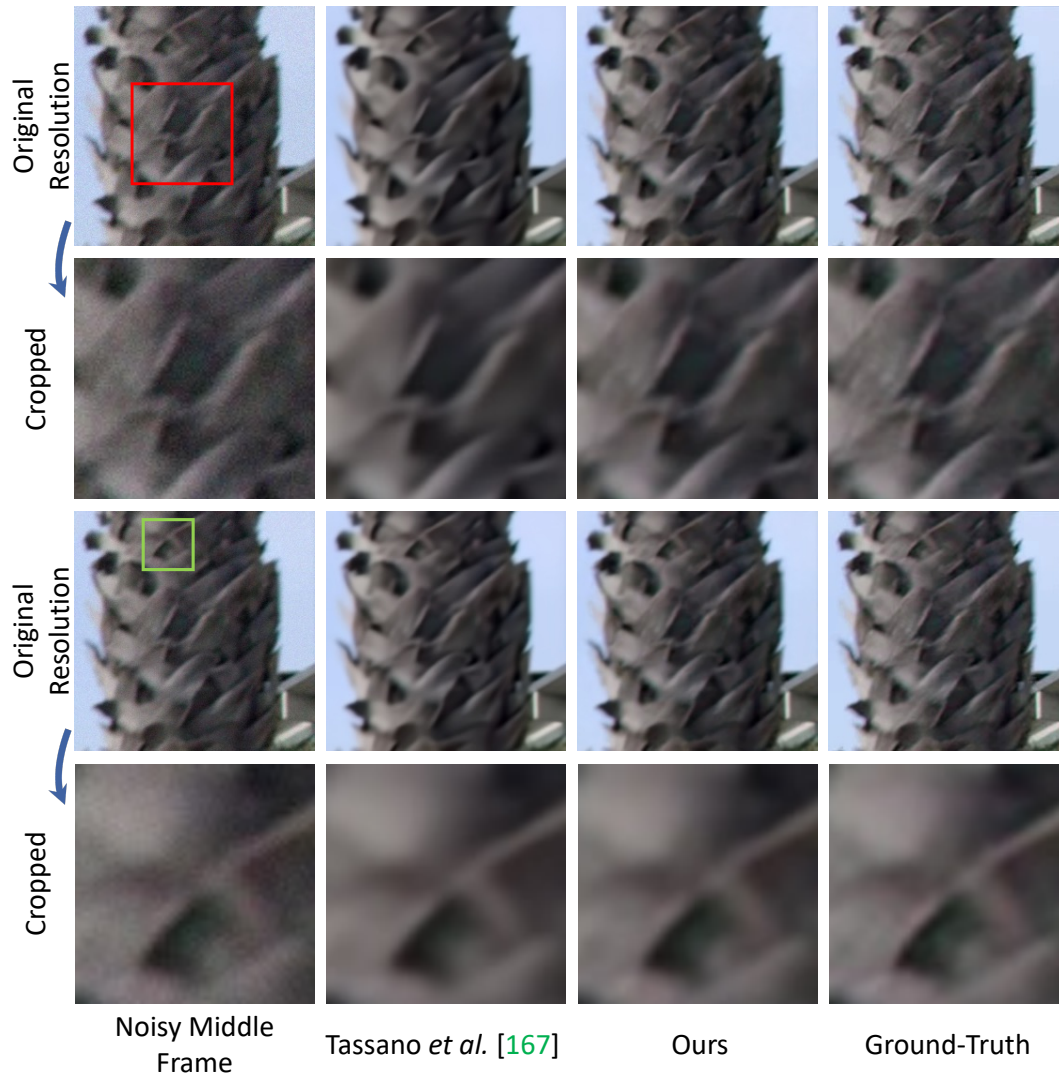 Original
Resolution
Cropped
Original
Resolution
Cropped
Noisy Middle
Frame
Tassano et al. [167]
Ours
Ground-Truth